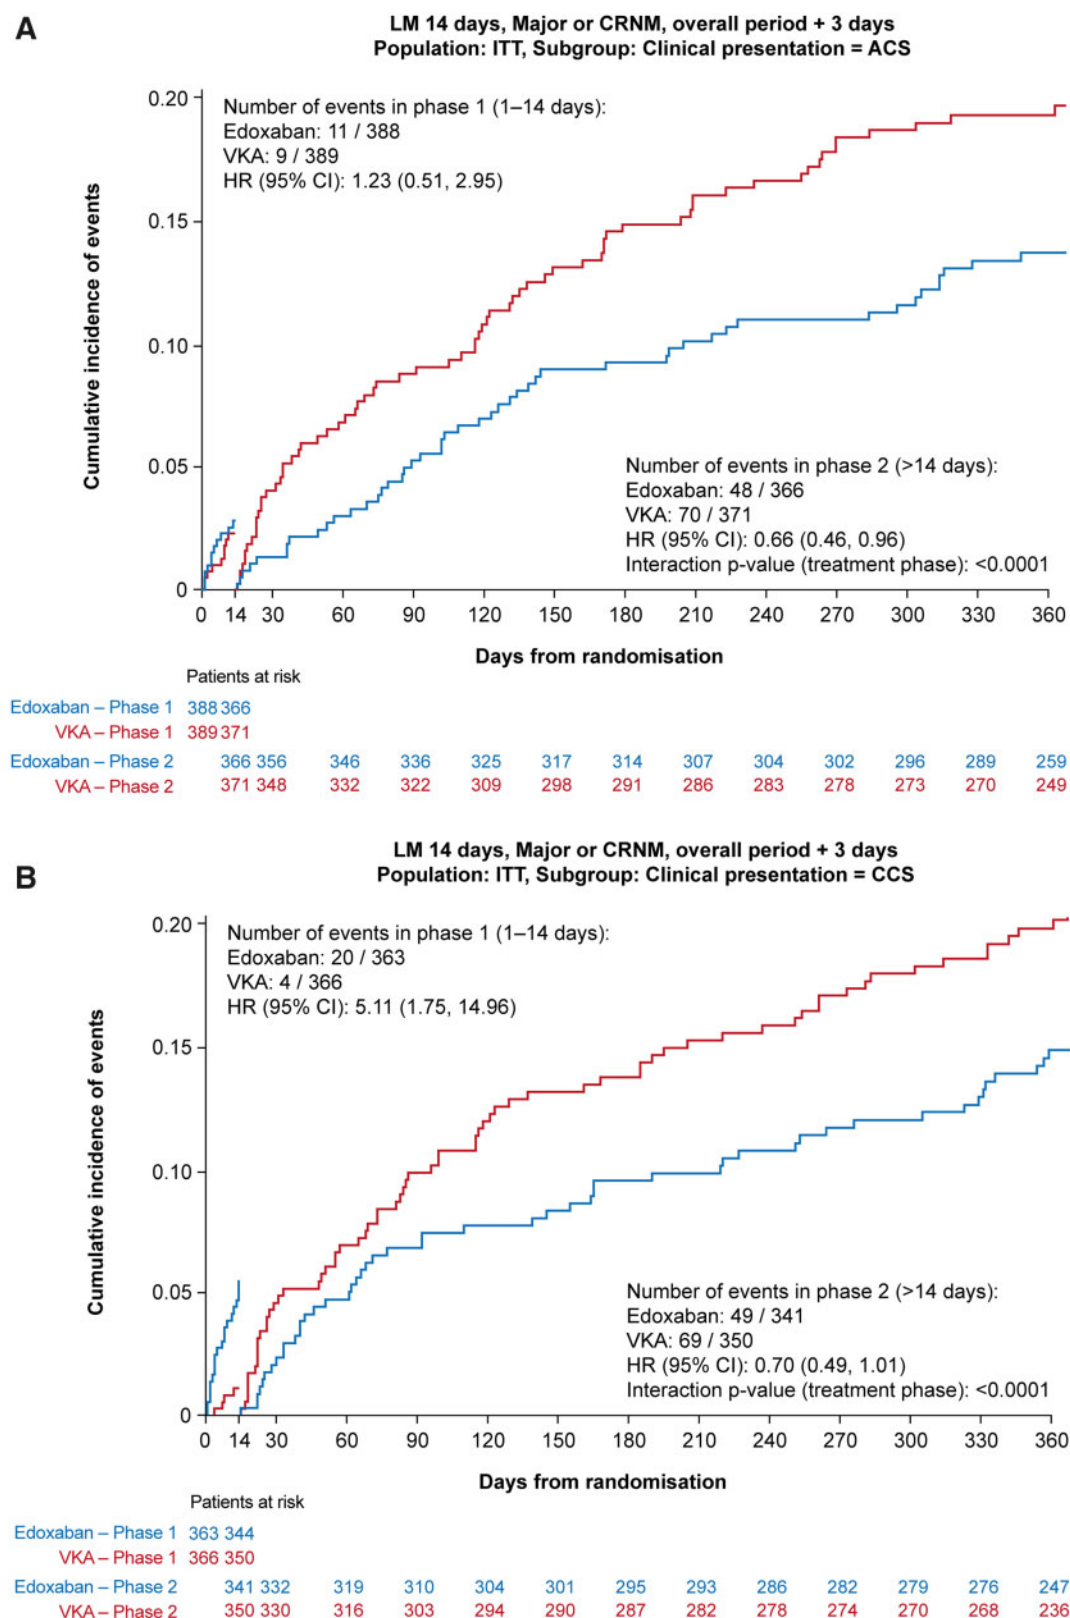 A
LM 14 days, Major or CRNM, overall period + 3 days
Population: ITT, Subgroup: Clinical presentation = ACS
Number of events in phase 1 (1–14 days):
Edoxaban: 11 / 388
VKA: 9 / 389
HR (95% CI): 1.23 (0.51, 2.95)
Cumulative incidence of events
0.20
0.15
0.10
0.05
0
Number of events in phase 2 (>14 days):
Edoxaban: 48 / 366
VKA: 70 / 371
HR (95% CI): 0.66 (0.46, 0.96)
Interaction p-value (treatment phase): <0.0001
0 14 30 60 90 120 150 180 210 240 270 300 330 360
Days from randomisation
Patients at risk
Edoxaban – Phase 1 388 366
VKA – Phase 1 389 371
Edoxaban – Phase 2 366 356 346 336 325 317 314 307 304 302 296 289 259
VKA – Phase 2 371 348 332 322 309 298 291 286 283 278 273 270 249
B
LM 14 days, Major or CRNM, overall period + 3 days
Population: ITT, Subgroup: Clinical presentation = CCS
Number of events in phase 1 (1–14 days):
Edoxaban: 20 / 363
VKA: 4 / 366
HR (95% CI): 5.11 (1.75, 14.96)
Cumulative incidence of events
0.20
0.15
0.10
0.05
0
Number of events in phase 2 (>14 days):
Edoxaban: 49 / 341
VKA: 69 / 350
HR (95% CI): 0.70 (0.49, 1.01)
Interaction p-value (treatment phase): <0.0001
0 14 30 60 90 120 150 180 210 240 270 300 330 360
Days from randomisation
Patients at risk
Edoxaban – Phase 1 363 344
VKA – Phase 1 366 350
Edoxaban – Phase 2 341 332 319 310 304 301 295 293 286 282 279 276 247
VKA – Phase 2 350 330 316 303 294 290 287 282 278 274 270 268 236